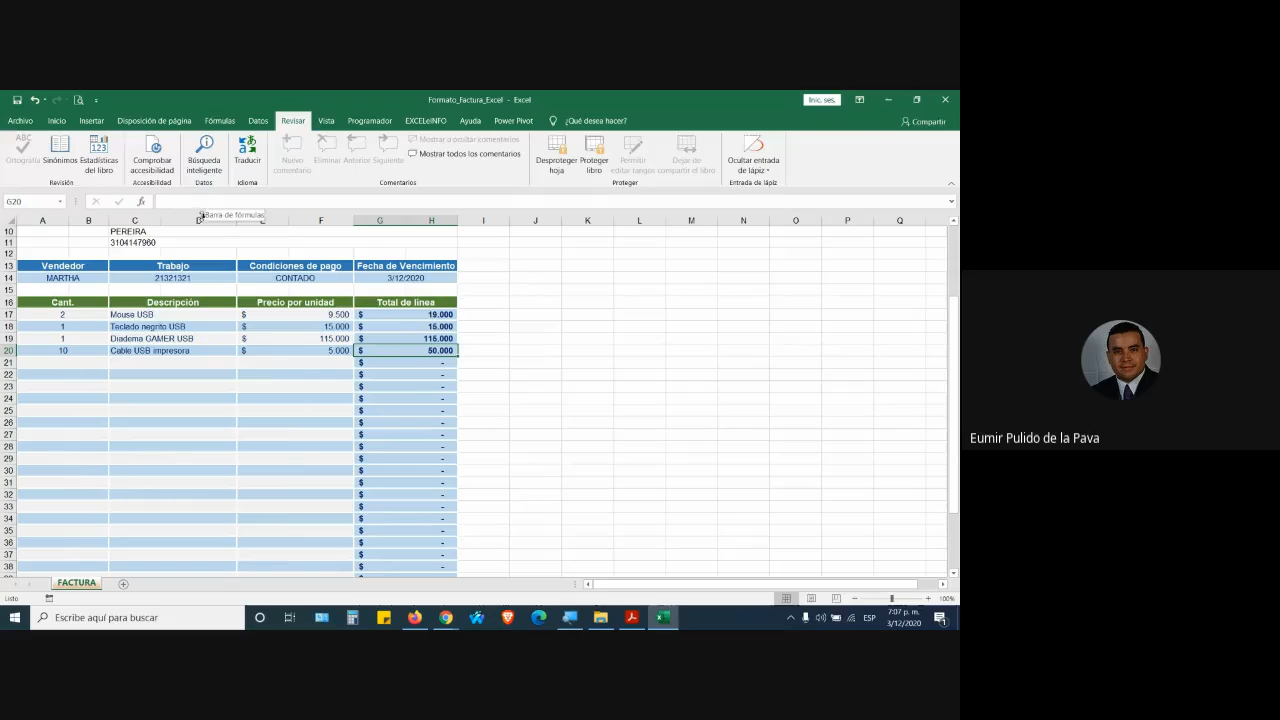 Formato_Factura_Excel - Excel
Inic. ses.
Archivo Inicio Insertar Disposición de página Fórmulas Datos Revisar Vista Programador EXCELeINFO Ayuda Power Pivot ¿Qué desea hacer? Compartir
Ortografía Sinónimos Estadísticas del libro
Comprobar accesibilidad
Búsqueda inteligente
Traducir
Nuevo comentario
Eliminar Anterior Siguiente
Mostrar u ocultar comentarios
Mostrar todos los comentarios
Desproteger hoja
Proteger libro
Permitir editar rangos
Dejar de compartir el libro
Ocultar entrada de lápiz
Revisión Accesibilidad Datos Idioma Comentarios Proteger Entrada de lápiz
G20 fx
Barra de fórmulas
A B C D E F G H I J K L M N O P Q
10 PEREIRA
11 3104147960
12
13 Vendedor Trabajo Condiciones de pago Fecha de Vencimiento
14 MARTHA 21321321 CONTADO 3/12/2020
15
16 Cant. Descripción Precio por unidad Total de línea
17 2 Mouse USB $ 9.500 $ 19.000
18 1 Teclado negrito USB $ 15.000 $ 15.000
19 1 Diadema GAMER USB $ 115.000 $ 115.000
20 10 Cable USB impresora $ 5.000 $ 50.000
21 $ -
22 $ -
23 $ -
24 $ -
25 $ -
26 $ -
27 $ -
28 $ -
29 $ -
30 $ -
31 $ -
32 $ -
33 $ -
34 $ -
35 $ -
36 $ -
37 $ -
38 $ -
FACTURA
Listo 100%
Escribe aquí para buscar
ESP
7:07 p. m.
3/12/2020
Eumir Pulido de la Pava